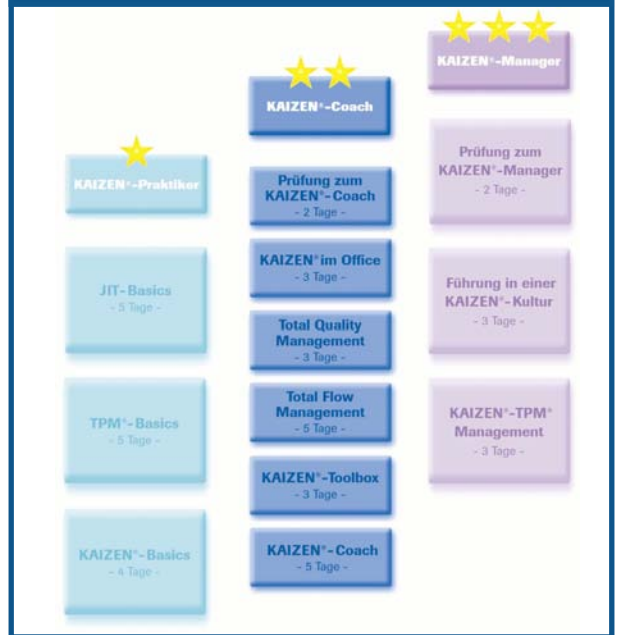 KAIZEN®-Praktiker
JIT-Basics
- 5 Tage -
TPM®-Basics
- 5 Tage -
KAIZEN®-Basics
- 4 Tage -
KAIZEN®-Coach
Prüfung zum
KAIZEN®-Coach
- 2 Tage -
KAIZEN® im Office
- 3 Tage -
Total Quality
Management
- 3 Tage -
Total Flow
Management
- 5 Tage -
KAIZEN®-Toolbox
- 3 Tage -
KAIZEN®-Coach
- 5 Tage -
KAIZEN®-Manager
Prüfung zum
KAIZEN®-Manager
- 2 Tage -
Führung in einer
KAIZEN®-Kultur
- 3 Tage -
KAIZEN®-TPM®
Management
- 3 Tage -